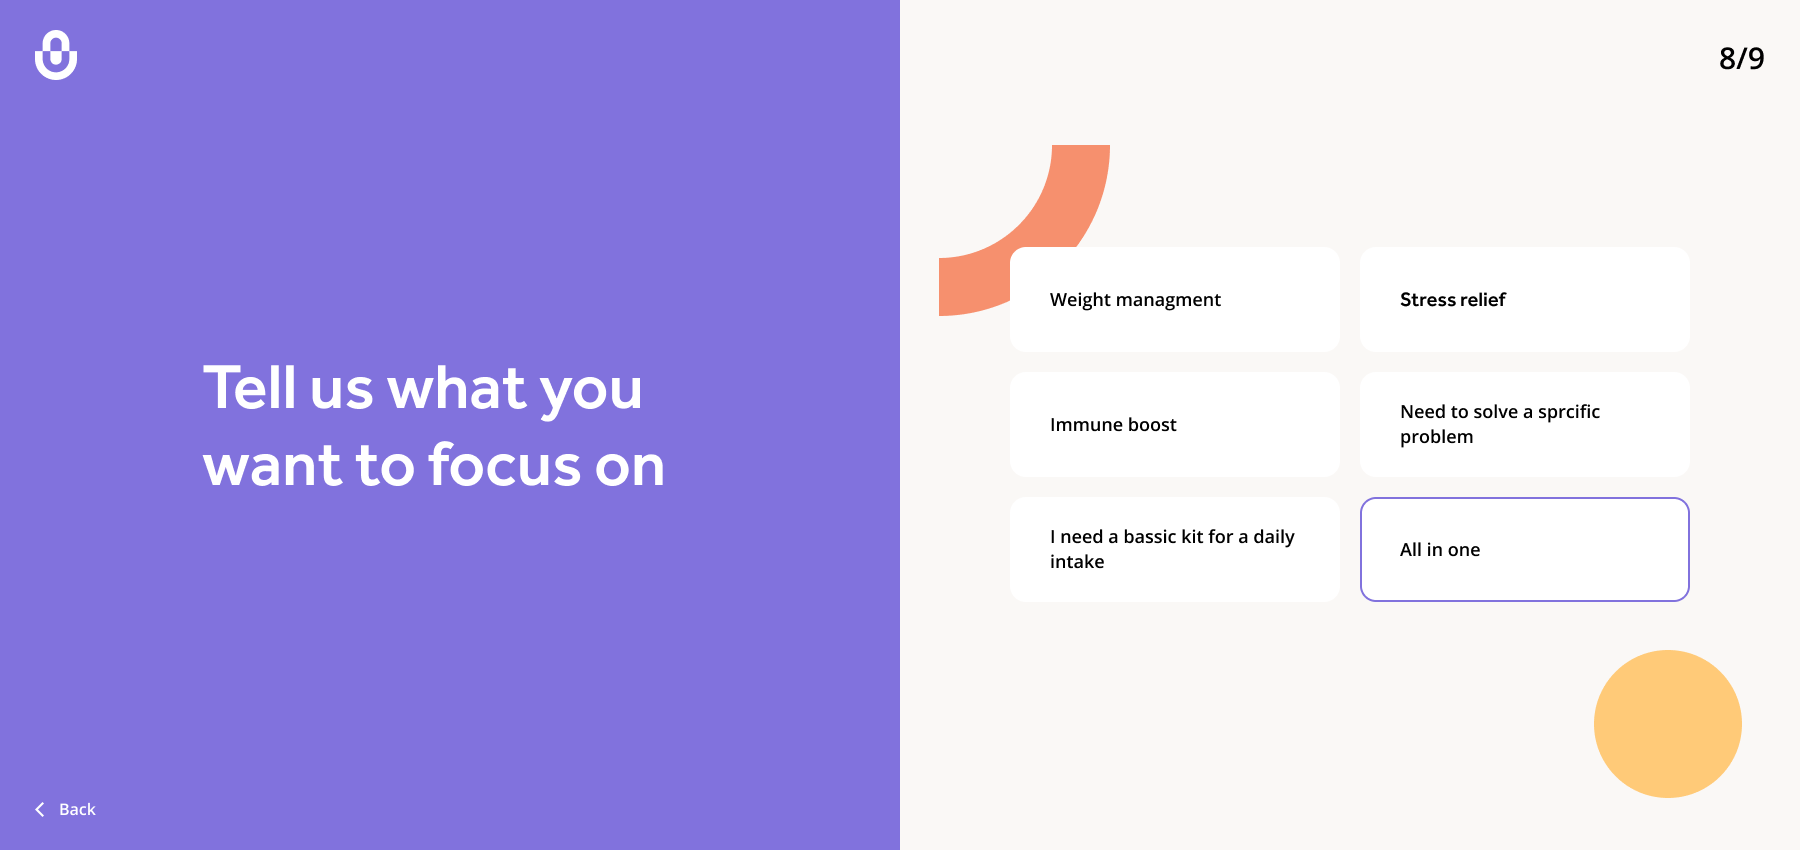 8/9
Tell us what you
want to focus on
Weight managment
Stress relief
Immune boost
Need to solve a sprcific
problem
I need a bassic kit for a daily
intake
All in one
Back